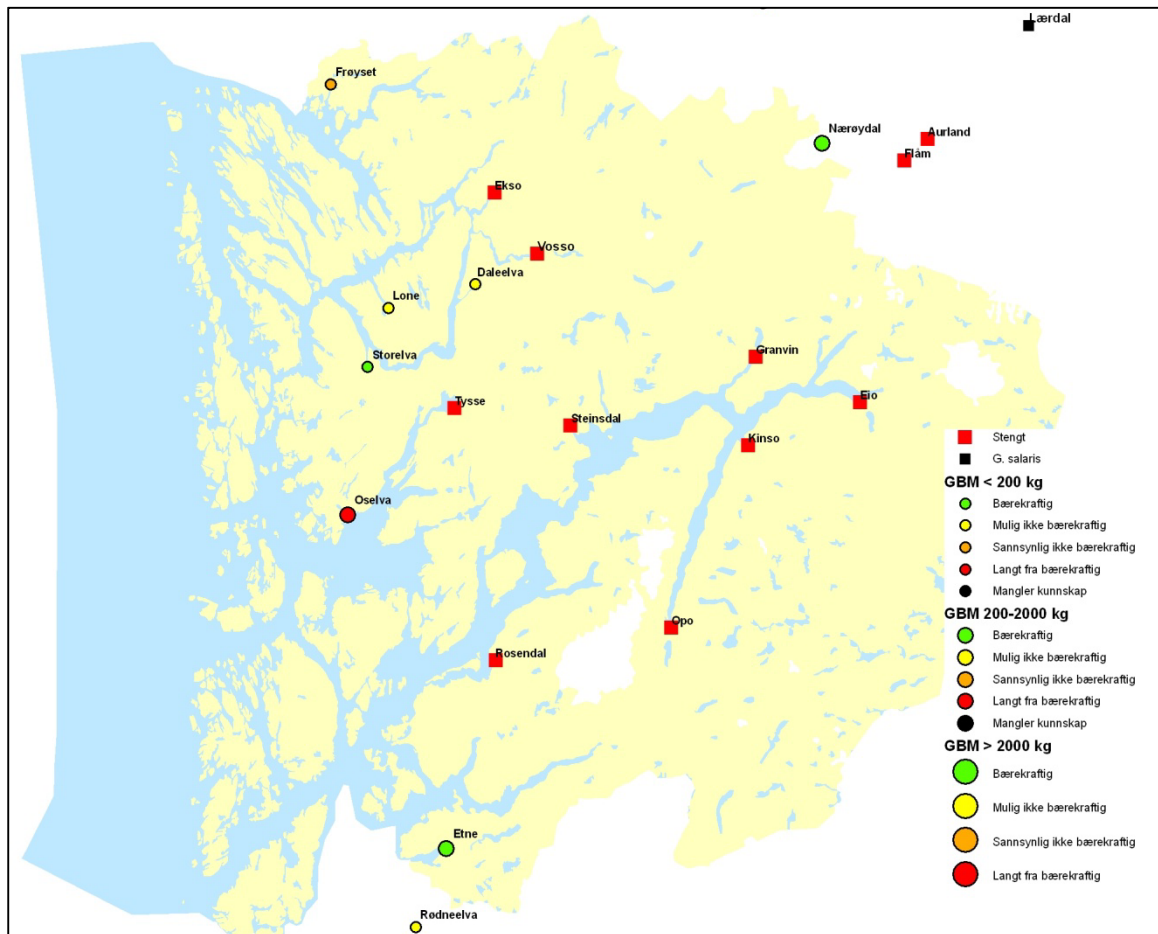 Lærdal
Frøyset
Nærøydal
Aurland
Flåm
Ekso
Vosso
Daleelva
Lone
Storelva
Granvin
Tysse
Steinsdal
Eio
Kinso
Oselva
Opo
Rosendal
Etne
Rødneelva
Stengt
G. salaris
GBM < 200 kg
Bærekraftig
Mulig ikke bærekraftig
Sannsynlig ikke bærekraftig
Langt fra bærekraftig
Mangler kunnskap
GBM 200-2000 kg
Bærekraftig
Mulig ikke bærekraftig
Sannsynlig ikke bærekraftig
Langt fra bærekraftig
Mangler kunnskap
GBM > 2000 kg
Bærekraftig
Mulig ikke bærekraftig
Sannsynlig ikke bærekraftig
Langt fra bærekraftig